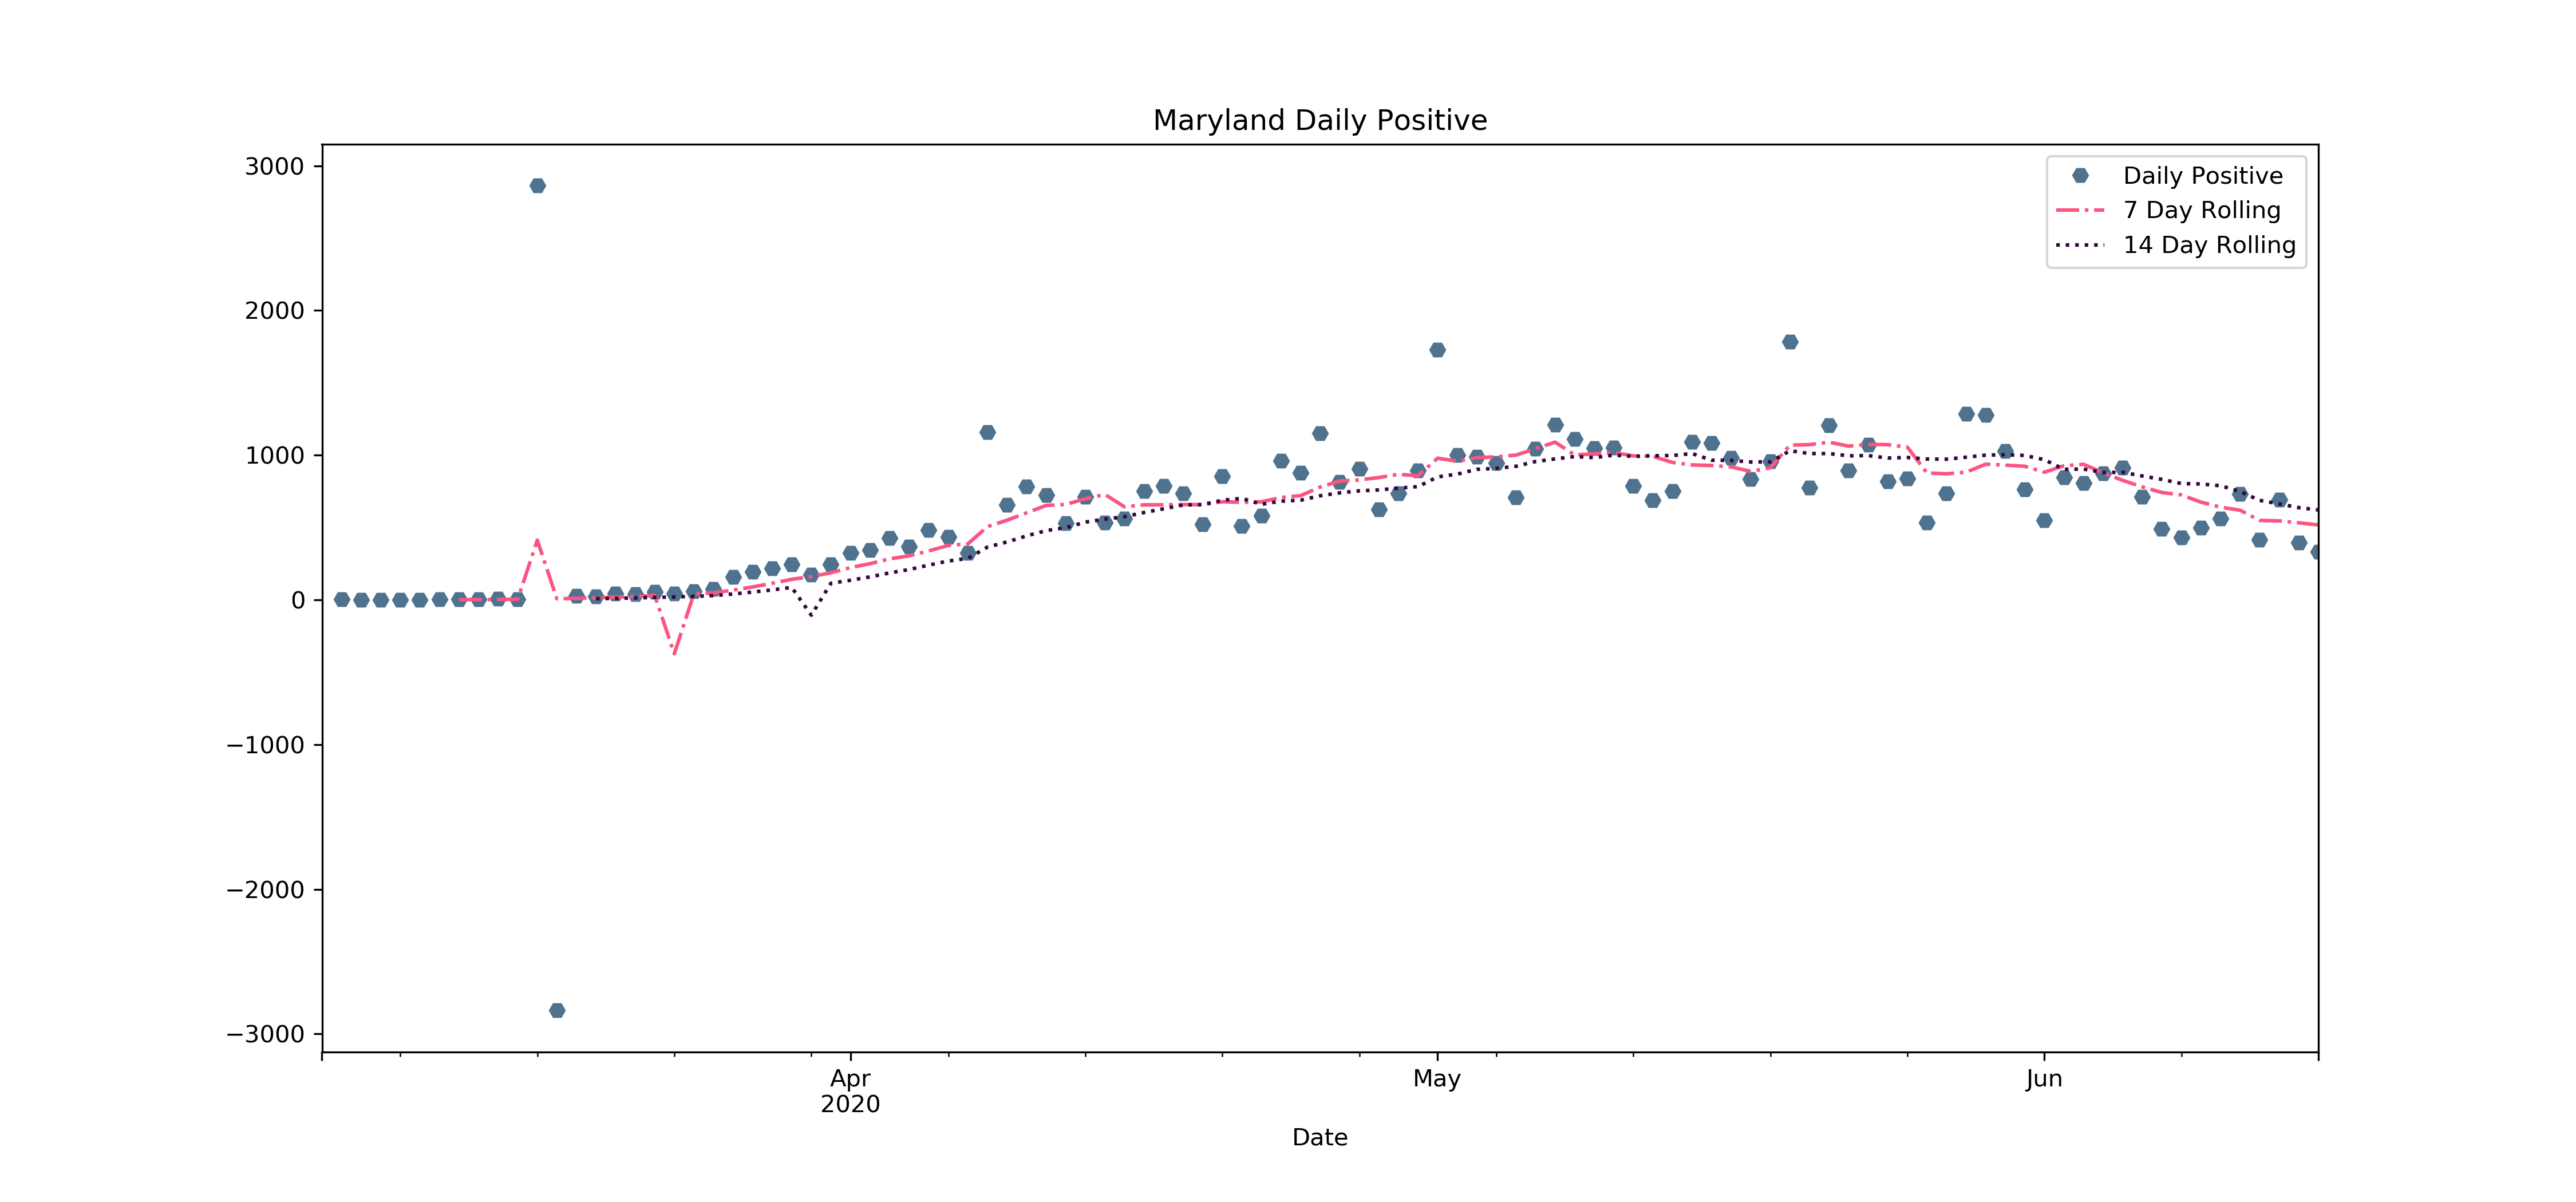 Maryland Daily Positive
3000
2000
1000
0
−1000
−2000
−3000
Daily Positive
7 Day Rolling
14 Day Rolling
Apr
2020
May
Jun
Date